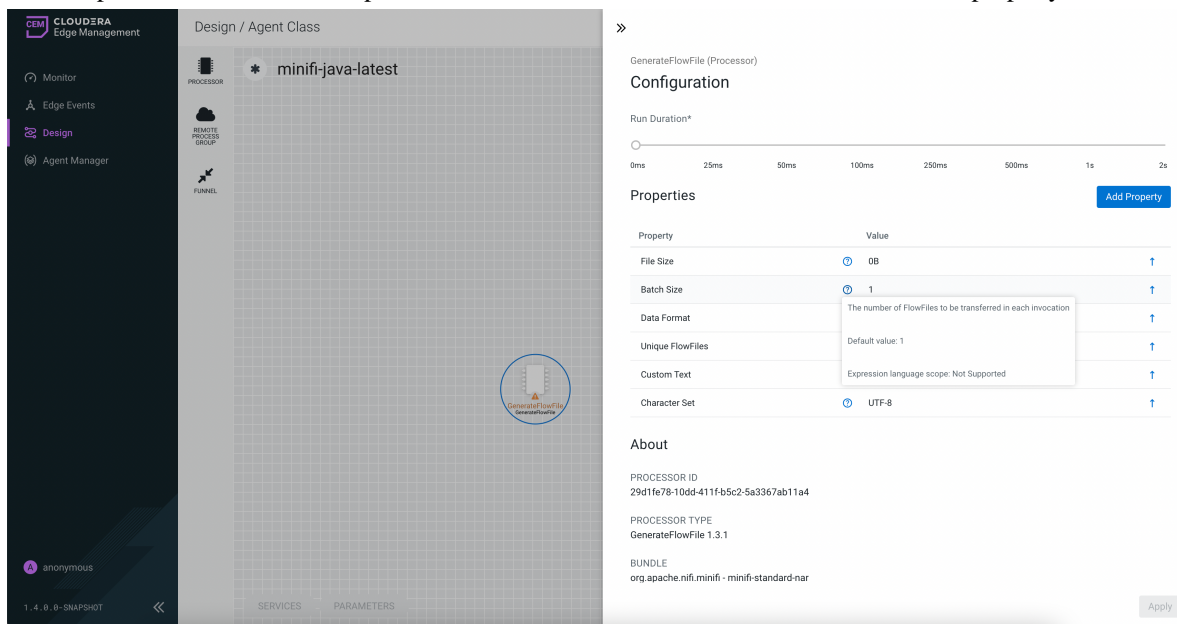 CEM CLOUDERA
Edge Management
Monitor
Edge Events
Design
Agent Manager
A anonymous
1.4.0.0-SNAPSHOT
Design / Agent Class
PROCESSOR
REMOTE
PROCESS
GROUP
FUNNEL
minifi-java-latest
GenerateFlowFile
GenerateFlowFile
SERVICES PARAMETERS
GenerateFlowFile (Processor)
Configuration
Run Duration*
0ms 25ms 50ms 100ms 250ms 500ms 1s 2s
Properties
Add Property
Property Value
File Size 0B
Batch Size 1
The number of FlowFiles to be transferred in each invocation
Default value: 1
Expression language scope: Not Supported
Data Format
Unique FlowFiles
Custom Text
Character Set UTF-8
About
PROCESSOR ID
29d1fe78-10dd-411f-b5c2-5a3367ab11a4
PROCESSOR TYPE
GenerateFlowFile 1.3.1
BUNDLE
org.apache.nifi.minifi - minifi-standard-nar
Apply